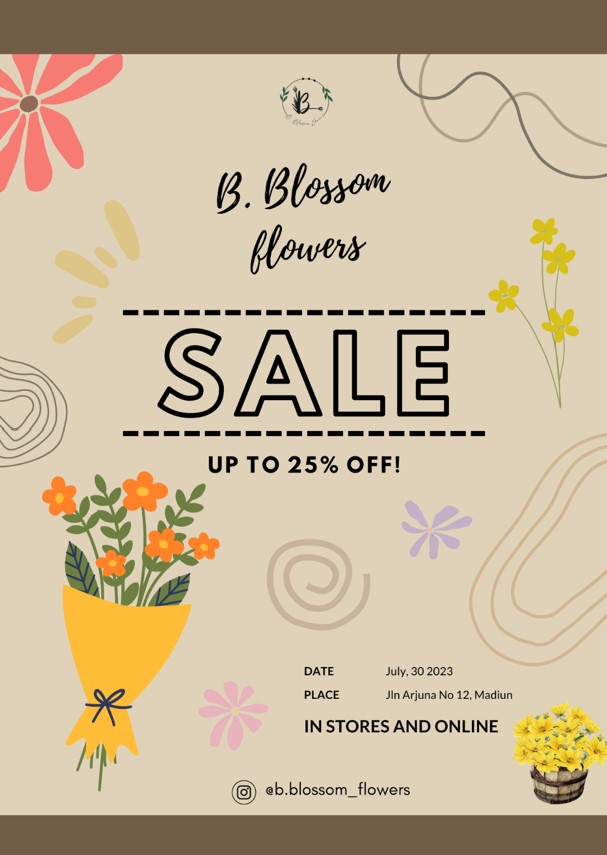 B.
B. Blossom
flowers
SALE
UP TO 25% OFF!
DATE July, 30 2023
PLACE Jln Arjuna No 12, Madiun
IN STORES AND ONLINE
@b.blossom_flowers